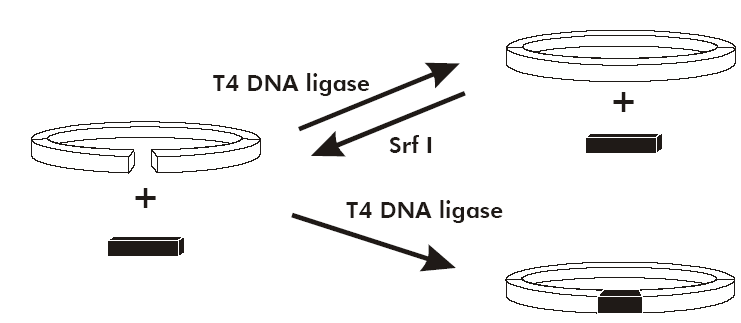 T4 DNA ligase
+
Srf I
+
T4 DNA ligase